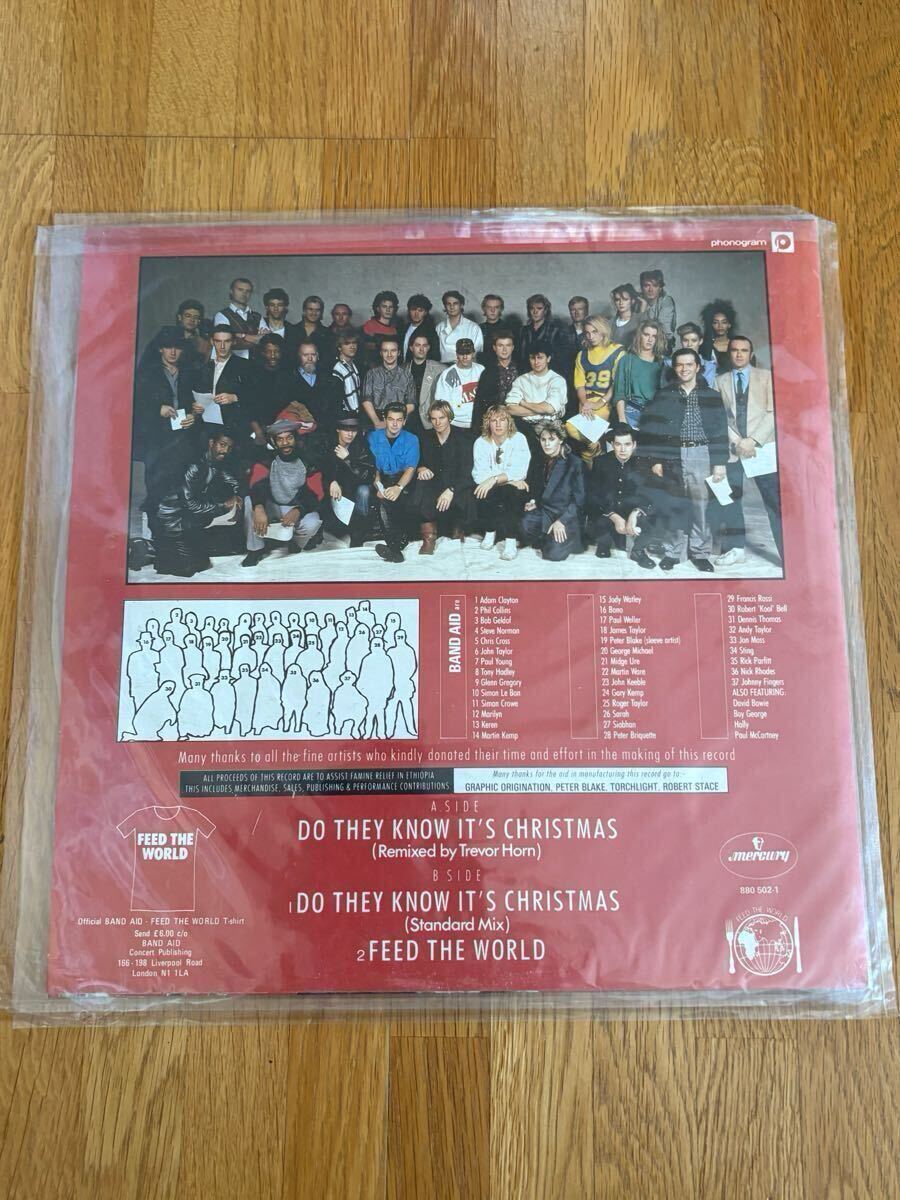 phonogram
39
BAND AID are
1 Adam Clayton
2 Phil Collins
3 Bob Geldof
4 Steve Norman
5 Chris Cross
6 John Taylor
7 Paul Young
8 Tony Hadley
9 Glenn Gregory
10 Simon Le Bon
11 Simon Crowe
12 Marilyn
13 Keren
14 Martin Kemp
15 Jody Watley
16 Bono
17 Paul Weller
18 James Taylor
19 Peter Blake (sleeve artist)
20 George Michael
21 Midge Ure
22 Martin Ware
23 John Keeble
24 Gary Kemp
25 Roger Taylor
26 Sarah
27 Siobhan
28 Peter Briquette
29 Francis Rossi
30 Robert 'Kool' Bell
31 Dennis Thomas
32 Andy Taylor
33 Jon Moss
34 Sting
35 Rick Parfitt
36 Nick Rhodes
37 Johnny Fingers
ALSO FEATURING:
David Bowie
Boy George
Holly
Paul McCartney
Many thanks to all the fine artists who kindly donated their time and effort in the making of this record
ALL PROCEEDS OF THIS RECORD ARE TO ASSIST FAMINE RELIEF IN ETHIOPIA
THIS INCLUDES MERCHANDISE, SALES, PUBLISHING & PERFORMANCE CONTRIBUTIONS
Many thanks for the aid in manufacturing this record go to:-
GRAPHIC ORIGINATION, PETER BLAKE, TORCHLIGHT, ROBERT STACE
A SIDE
DO THEY KNOW IT'S CHRISTMAS
(Remixed by Trevor Horn)
B SIDE
1 DO THEY KNOW IT'S CHRISTMAS
(Standard Mix)
2 FEED THE WORLD
FEED THE
WORLD
Official BAND AID - FEED THE WORLD T-shirt
Send £6.00 c/o
BAND AID
Concert Publishing
166-198 Liverpool Road
London N1 1LA
mercury
880 502-1
FEED THE WORLD